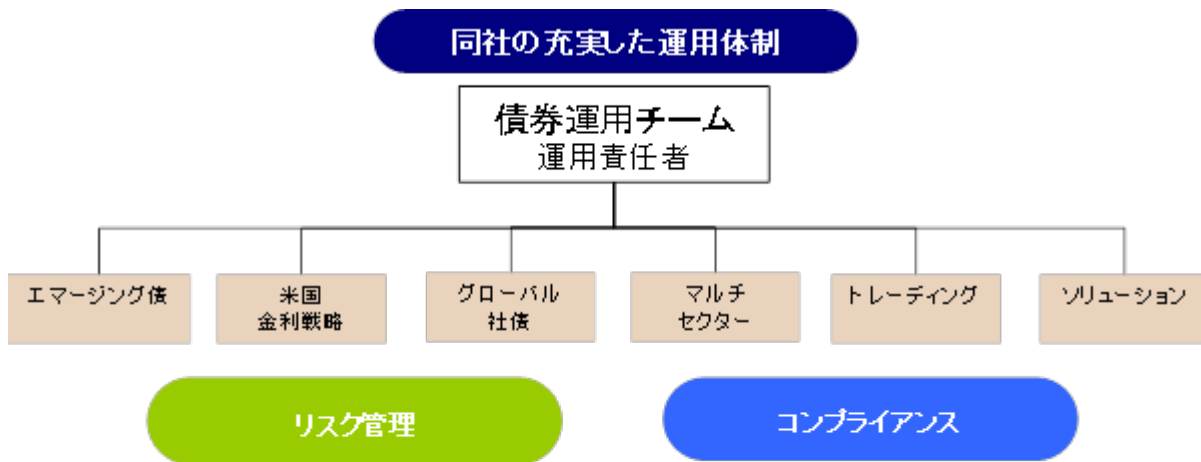 同社の充実した運用体制
債券運用チーム
運用責任者
エマージング債
米国
金利戦略
グローバル
社債
マルチ
セクター
トレーディング
ソリューション
リスク管理
コンプライアンス